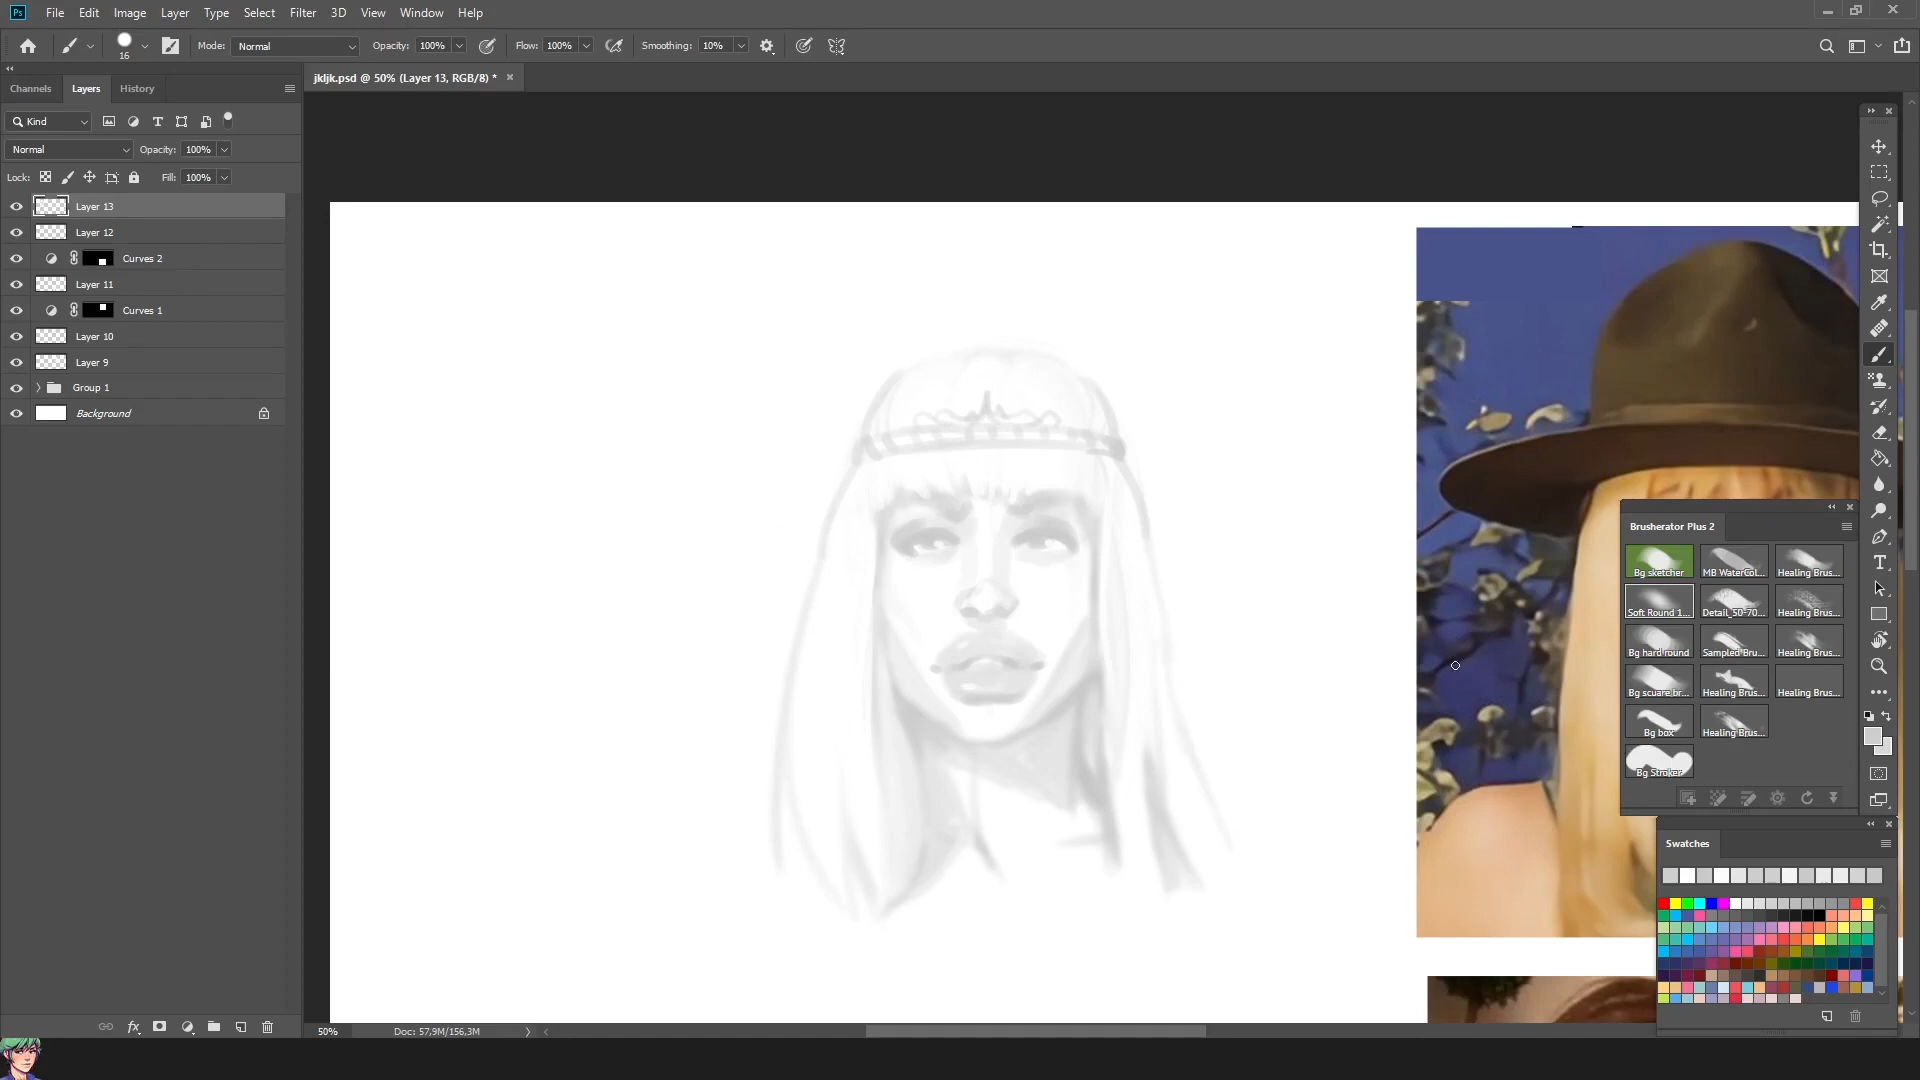 Ps File Edit Image Layer Type Select Filter 3D View Window Help
16 Mode: Normal Opacity: 100% Flow: 100% Smoothing: 10%
jkljk.psd @ 50% (Layer 13, RGB/8) *
Channels Layers History
Kind
Normal Opacity: 100%
Lock: Fill: 100%
Layer 13
Layer 12
Curves 2
Layer 11
Curves 1
Layer 10
Layer 9
Group 1
Background
fx
50% Doc: 57,9M/156,3M
Brusherator Plus 2
Bg sketcher MB WaterCol... Healing Brus...
Soft Round 1... Detail_50-70... Healing Brus...
Bg hard round Sampled Bru... Healing Brus...
Bg scuare br... Healing Brus... Healing Brus...
Bg box Healing Brus...
Bg Stroker
Swatches